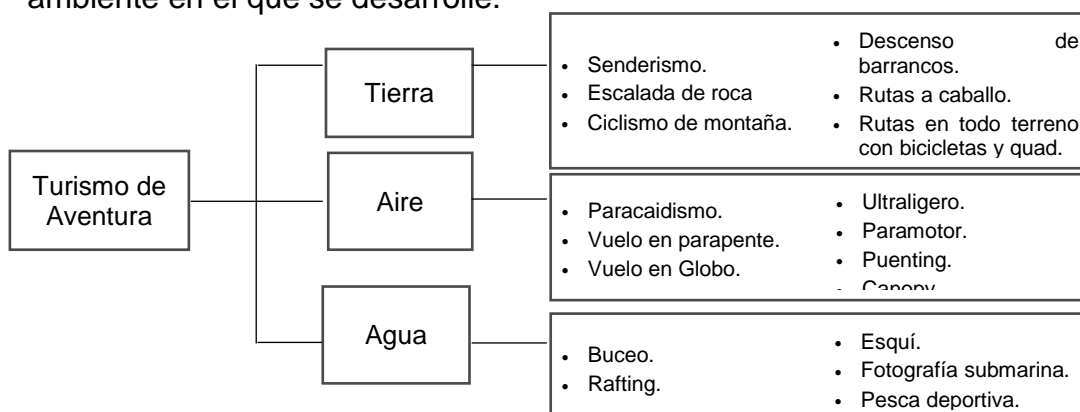 ambiente en el que se desarrolle.
Turismo de
Aventura
Tierra
• Senderismo.
• Escalada de roca
• Ciclismo de montaña.
• Descenso de
barrancos.
• Rutas a caballo.
• Rutas en todo terreno
con bicicletas y quad.
Aire
• Paracaidismo.
• Vuelo en parapente.
• Vuelo en Globo.
• Ultraligero.
• Paramotor.
• Puenting.
• Canopy
Agua
• Buceo.
• Rafting.
• Esquí.
• Fotografía submarina.
• Pesca deportiva.